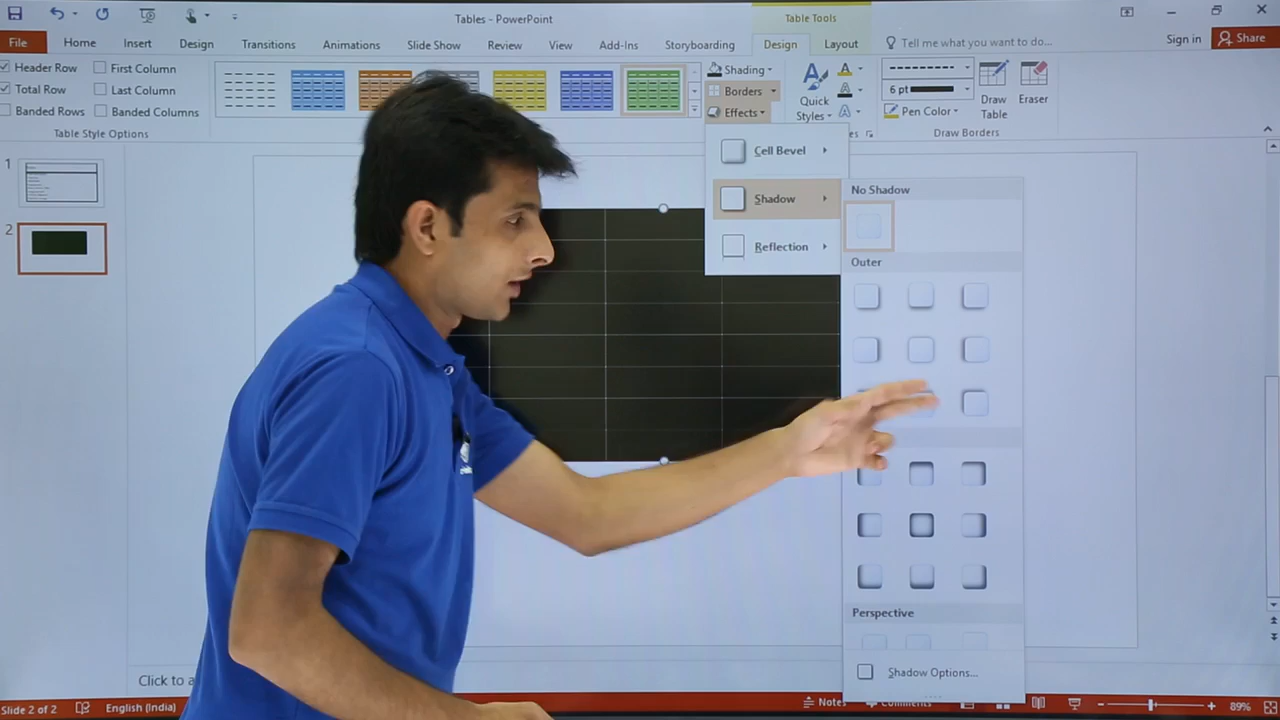 Tables - PowerPoint
Table Tools
File Home Insert Design Transitions Animations Slide Show Review View Add-Ins Storyboarding Design Layout Tell me what you want to do... Sign in Share
Header Row First Column
Total Row Last Column
Banded Rows Banded Columns
Table Style Options
Shading
Borders
Effects
Quick
Styles
6 pt
Pen Color
Draw
Table
Eraser
Draw Borders
Cell Bevel
Shadow
Reflection
No Shadow
Outer
Perspective
Shadow Options...
1
2
Click to a
Slide 2 of 2 English (India) Notes Comments 89%